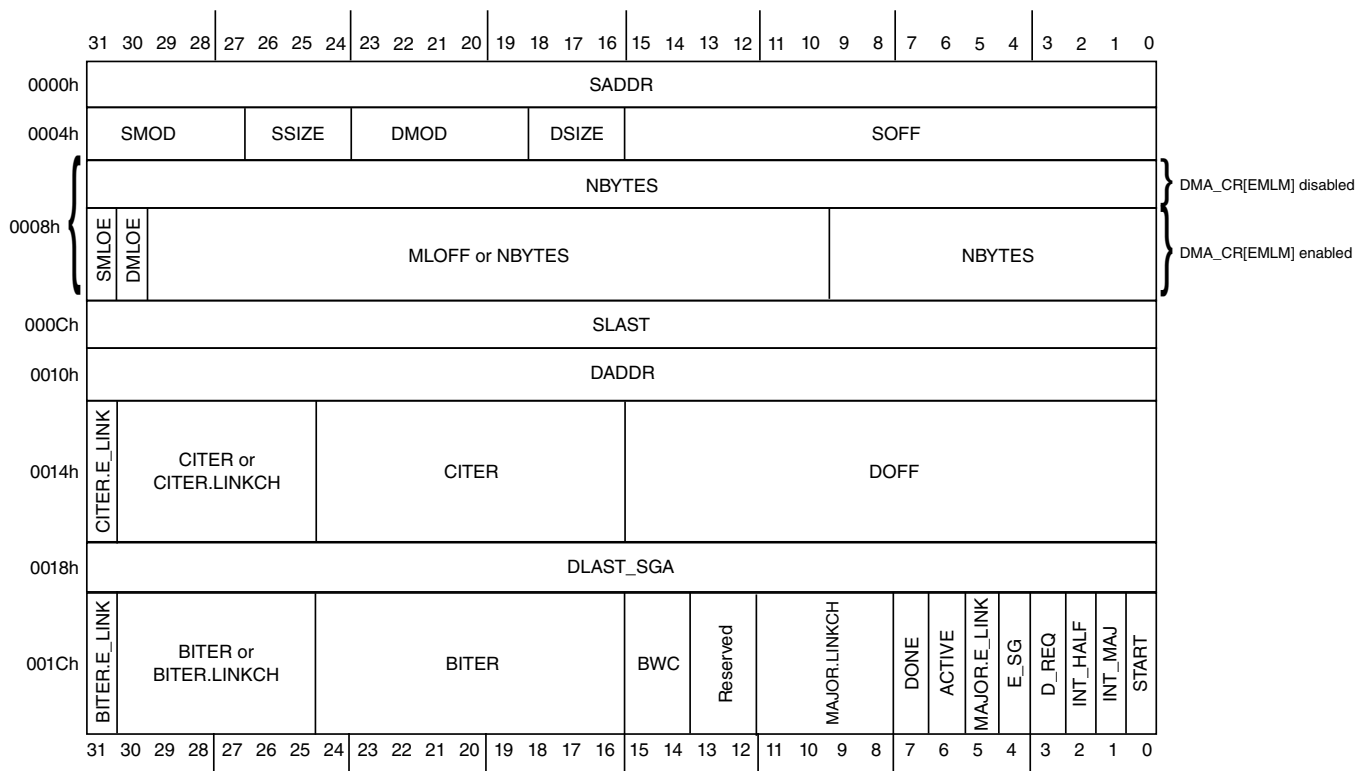 31 30 29 28 27 26 25 24 23 22 21 20 19 18 17 16 15 14 13 12 11 10 9 8 7 6 5 4 3 2 1 0
0000h SADDR
0004h SMOD SSIZE DMOD DSIZE SOFF
NBYTES DMA_CR[EMLM] disabled
0008h
SMLOE DMLOE MLOFF or NBYTES NBYTES DMA_CR[EMLM] enabled
000Ch SLAST
0010h DADDR
0014h CITER.E_LINK CITER or
CITER.LINKCH CITER DOFF
0018h DLAST_SGA
001Ch BITER.E_LINK BITER or
BITER.LINKCH BITER BWC Reserved MAJOR.LINKCH DONE ACTIVE MAJOR.E_LINK E_SG D_REQ INT_HALF INT_MAJ START
31 30 29 28 27 26 25 24 23 22 21 20 19 18 17 16 15 14 13 12 11 10 9 8 7 6 5 4 3 2 1 0